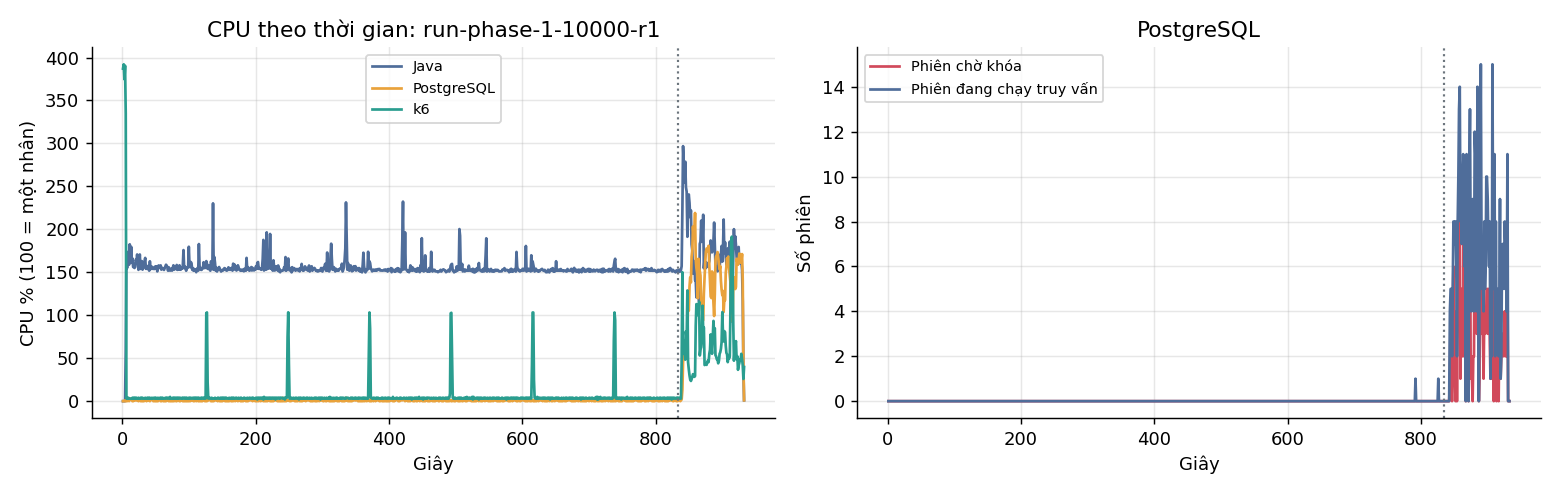 CPU theo thời gian: run-phase-1-10000-r1
CPU % (100 = một nhân)
400
350
300
250
200
150
100
50
0
Java
PostgreSQL
k6
0
200
400
600
800
Giây
PostgreSQL
Số phiên
14
12
10
8
6
4
2
0
Phiên chờ khóa
Phiên đang chạy truy vấn
0
200
400
600
800
Giây